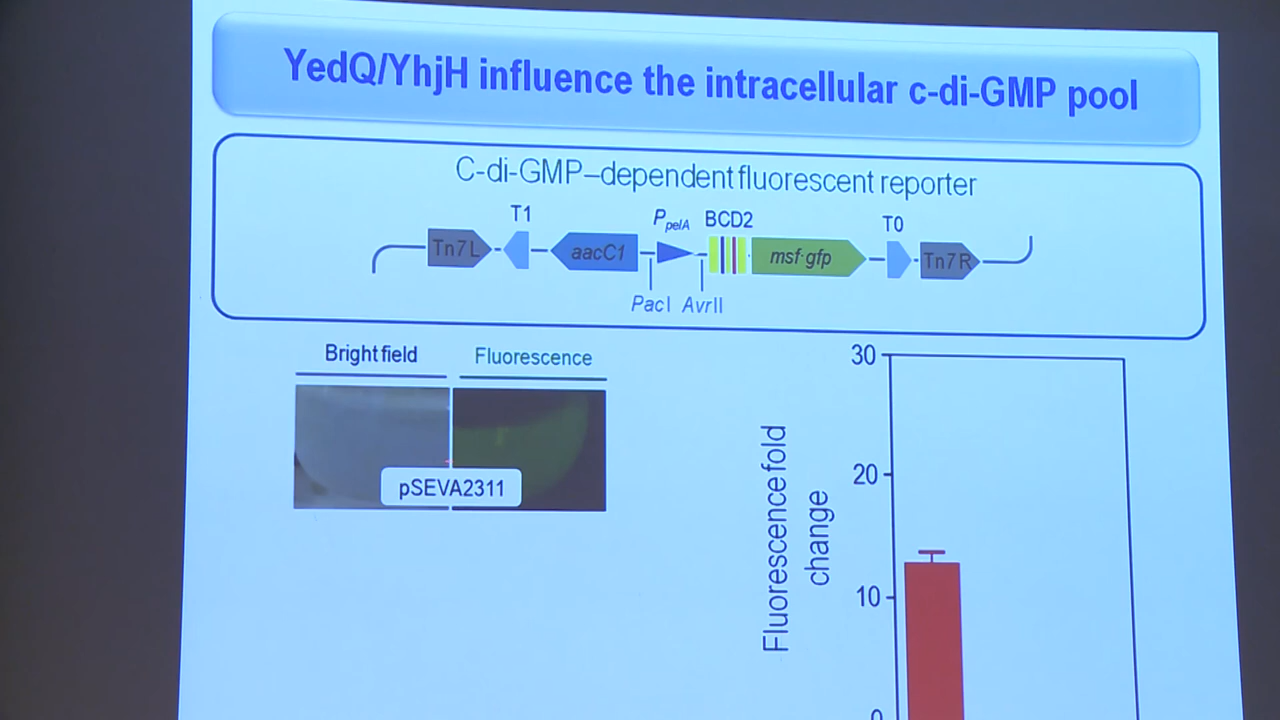 YedQ/YhjH influence the intracellular c-di-GMP pool
C-di-GMP–dependent fluorescent reporter
T1
PpelA
BCD2
T0
Tn7L
aacC1
msf·gfp
Tn7R
PacI
AvrII
Bright field
Fluorescence
pSEVA2311
Fluorescence fold
change
30
20
10
0